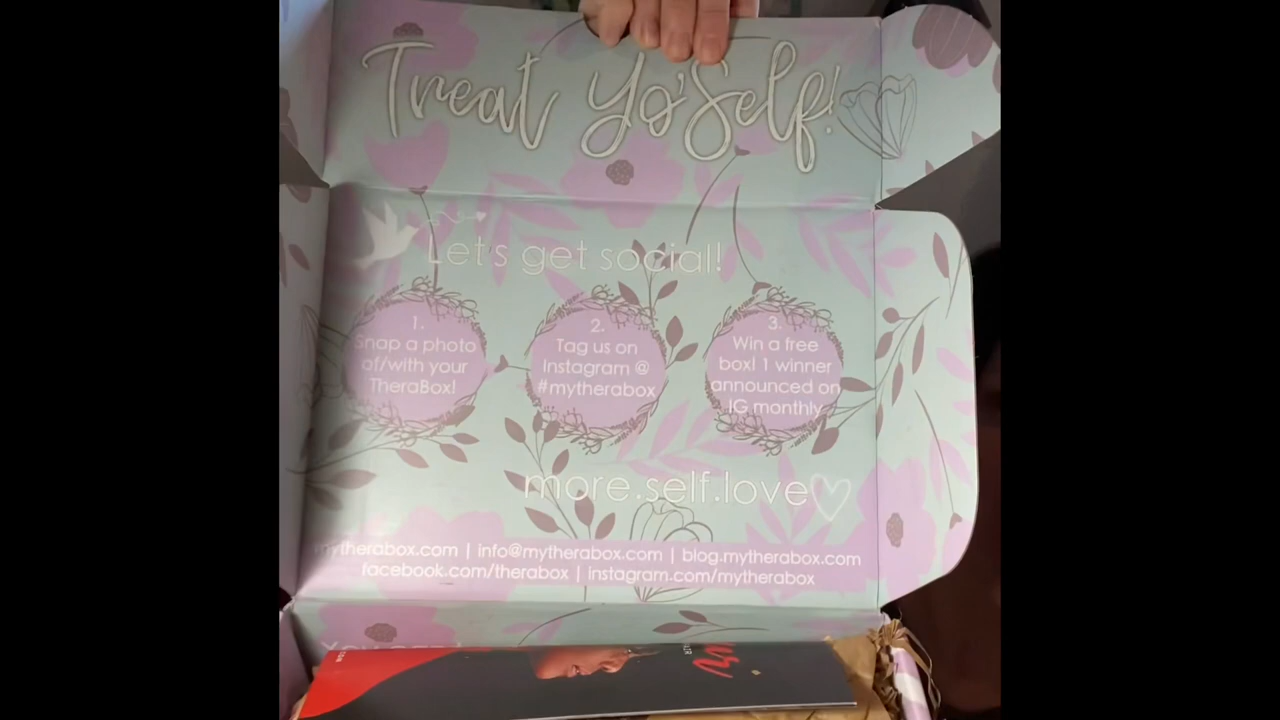 Treat Yo'Self!
Let's get social!
1.
Snap a photo
of/with your
TheraBox!
2.
Tag us on
Instagram @
#mytherabox
3.
Win a free
box! 1 winner
announced on
IG monthly
more.self.love
mytherabox.com | info@mytherabox.com | blog.mytherabox.com
facebook.com/therabox | instagram.com/mytherabox